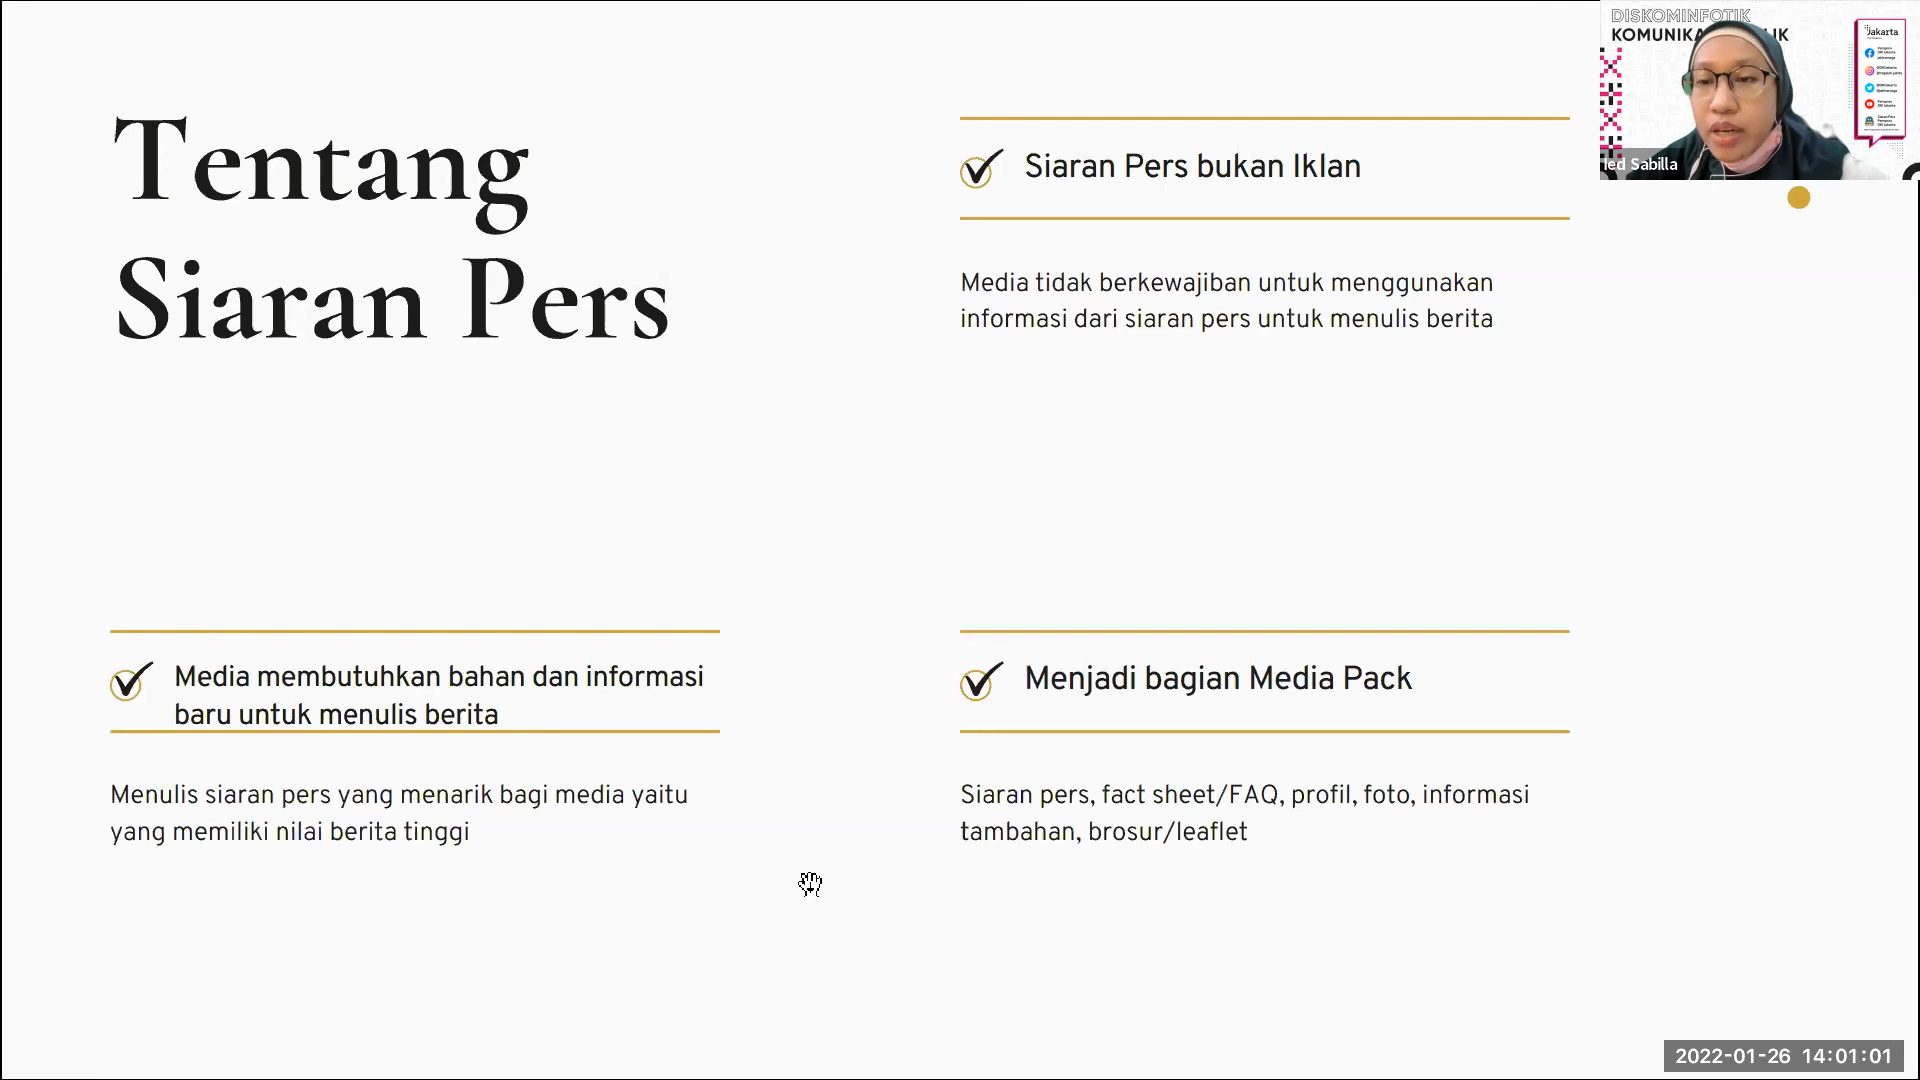 Tentang
Siaran Pers
Siaran Pers bukan Iklan
Media tidak berkewajiban untuk menggunakan
informasi dari siaran pers untuk menulis berita
Media membutuhkan bahan dan informasi
baru untuk menulis berita
Menulis siaran pers yang menarik bagi media yaitu
yang memiliki nilai berita tinggi
Menjadi bagian Media Pack
Siaran pers, fact sheet/FAQ, profil, foto, informasi
tambahan, brosur/leaflet
DISKOMINFOTIK
Jakarta
Sabilla
2022-01-26 14:01:01